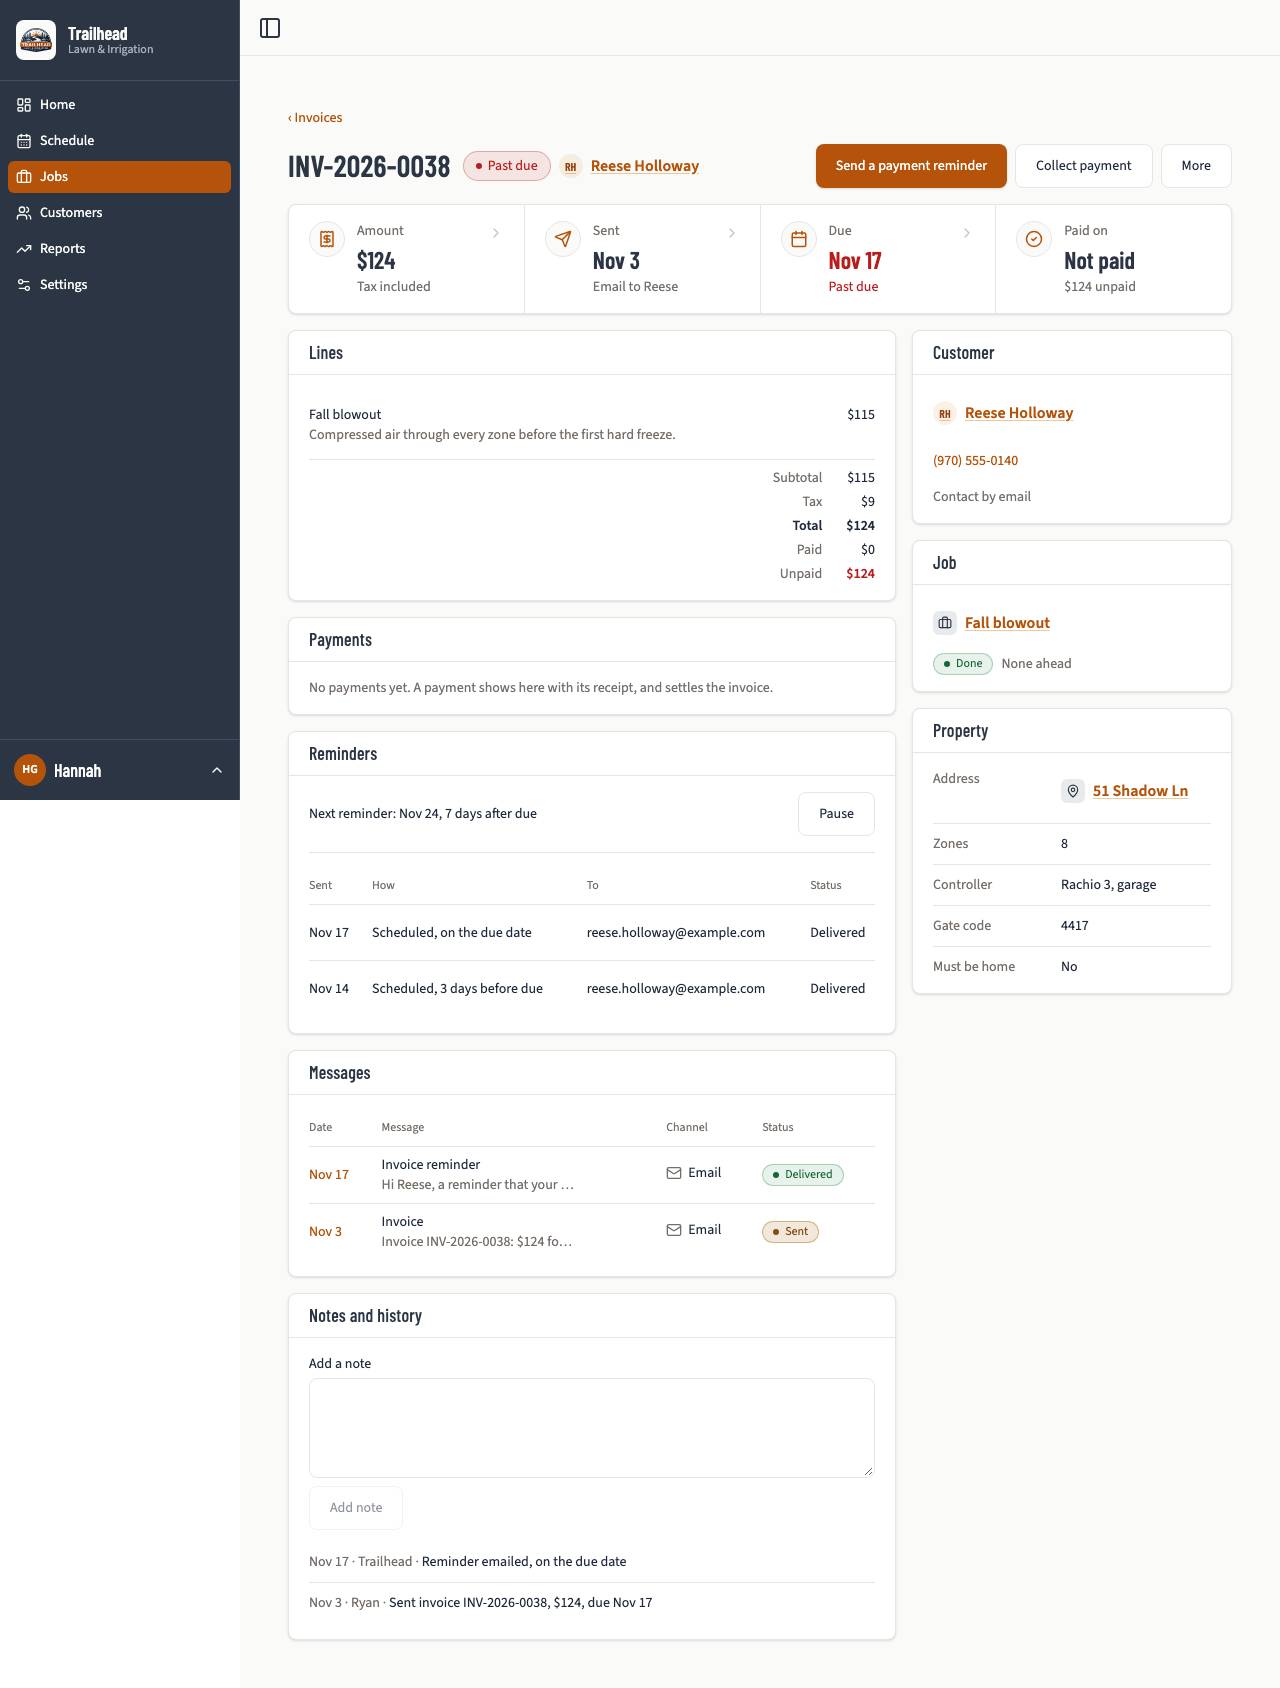 TRAILHEAD
Trailhead
Lawn & Irrigation
Home
Schedule
Jobs
Customers
Reports
Settings
HG Hannah
‹ Invoices
INV-2026-0038 Past due RH Reese Holloway Send a payment reminder Collect payment More
Amount
$124
Tax included
Sent
Nov 3
Email to Reese
Due
Nov 17
Past due
Paid on
Not paid
$124 unpaid
Lines
Fall blowout $115
Compressed air through every zone before the first hard freeze.
Subtotal $115
Tax $9
Total $124
Paid $0
Unpaid $124
Payments
No payments yet. A payment shows here with its receipt, and settles the invoice.
Reminders
Next reminder: Nov 24, 7 days after due Pause
Sent How To Status
Nov 17 Scheduled, on the due date reese.holloway@example.com Delivered
Nov 14 Scheduled, 3 days before due reese.holloway@example.com Delivered
Messages
Date Message Channel Status
Nov 17 Invoice reminder Email Delivered
Hi Reese, a reminder that your …
Nov 3 Invoice Email Sent
Invoice INV-2026-0038: $124 fo…
Notes and history
Add a note
Add note
Nov 17 · Trailhead · Reminder emailed, on the due date
Nov 3 · Ryan · Sent invoice INV-2026-0038, $124, due Nov 17
Customer
RH Reese Holloway
(970) 555-0140
Contact by email
Job
Fall blowout
Done None ahead
Property
Address 51 Shadow Ln
Zones 8
Controller Rachio 3, garage
Gate code 4417
Must be home No